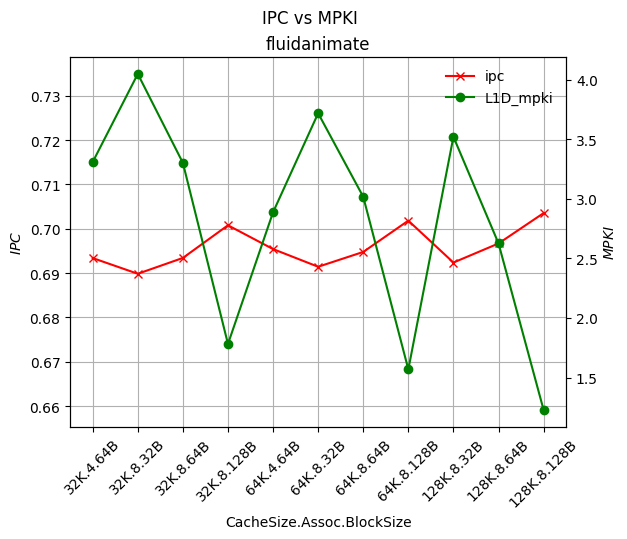 IPC vs MPKI
fluidanimate
ipc
L1D_mpki
0.73
0.72
0.71
0.70
0.69
0.68
0.67
0.66
IPC
4.0
3.5
3.0
2.5
2.0
1.5
MPKI
32K.4.64B
32K.8.32B
32K.8.64B
32K.8.128B
64K.4.64B
64K.8.32B
64K.8.64B
64K.8.128B
128K.8.32B
128K.8.64B
128K.8.128B
CacheSize.Assoc.BlockSize